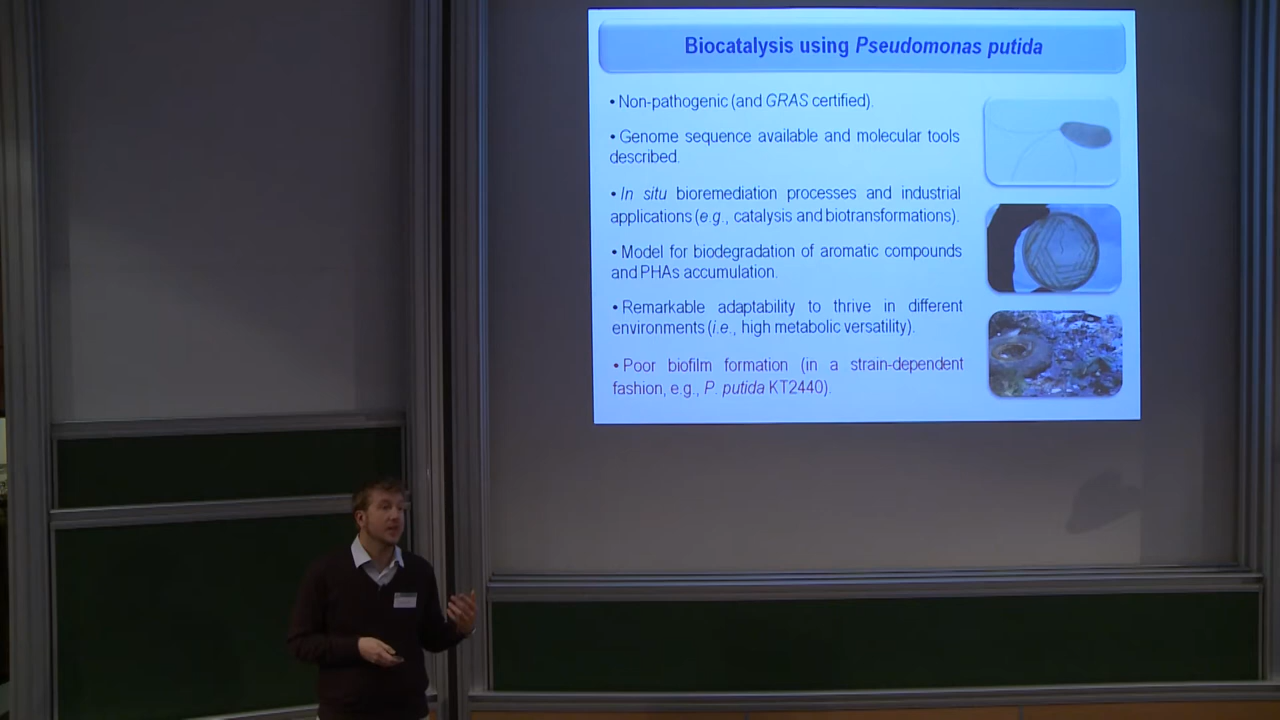 Biocatalysis using Pseudomonas putida
• Non-pathogenic (and GRAS certified).
• Genome sequence available and molecular tools
described.
• In situ bioremediation processes and industrial
applications (e.g., catalysis and biotransformations).
• Model for biodegradation of aromatic compounds
and PHAs accumulation.
• Remarkable adaptability to thrive in different
environments (i.e., high metabolic versatility).
• Poor biofilm formation (in a strain-dependent
fashion, e.g., P. putida KT2440).